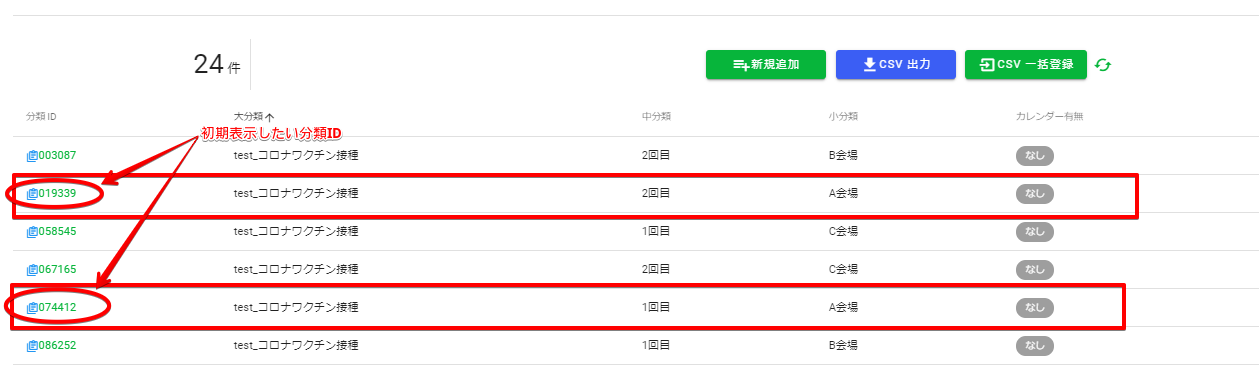 24 件
新規追加
CSV 出力
CSV 一括登録
分類 ID 大分類 中分類 小分類 カレンダー有無
初期表示したい分類ID
003087 test_コロナワクチン接種 2回目 B会場 なし
019339 test_コロナワクチン接種 2回目 A会場 なし
058545 test_コロナワクチン接種 1回目 C会場 なし
067165 test_コロナワクチン接種 2回目 C会場 なし
074412 test_コロナワクチン接種 1回目 A会場 なし
086252 test_コロナワクチン接種 1回目 B会場 なし